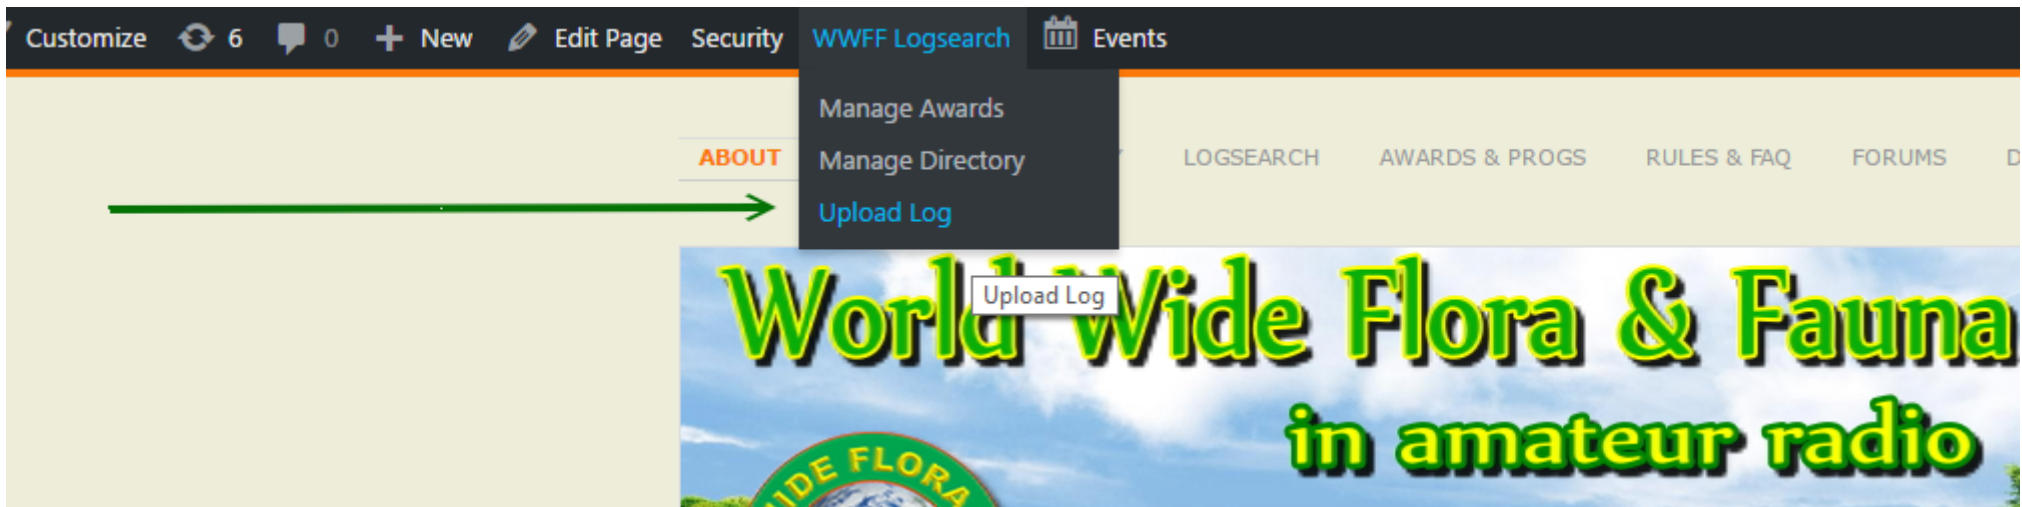 Customize 6 0 New Edit Page Security WWFF Logsearch Events
Manage Awards
Manage Directory
Upload Log
ABOUT LOGSEARCH AWARDS & PROGS RULES & FAQ FORUMS
Upload Log
World Wide Flora & Fauna
in amateur radio
IDE FLORA